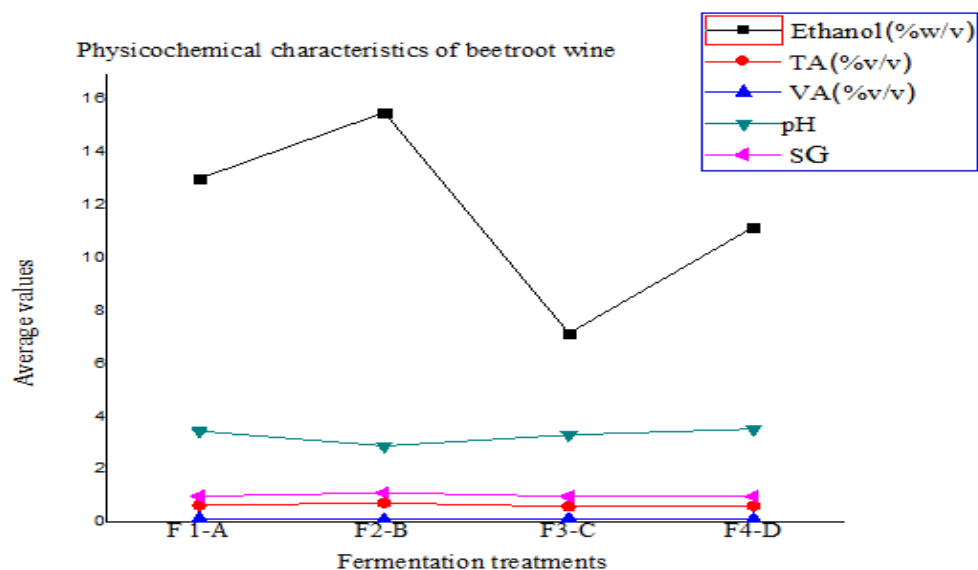 Physicochemical characteristics of beetroot wine
Ethanol(%w/v)
TA(%v/v)
VA(%v/v)
pH
SG
Average values
16
14
12
10
8
6
4
2
0
F 1-A F2-B F3-C F4-D
Fermentation treatments